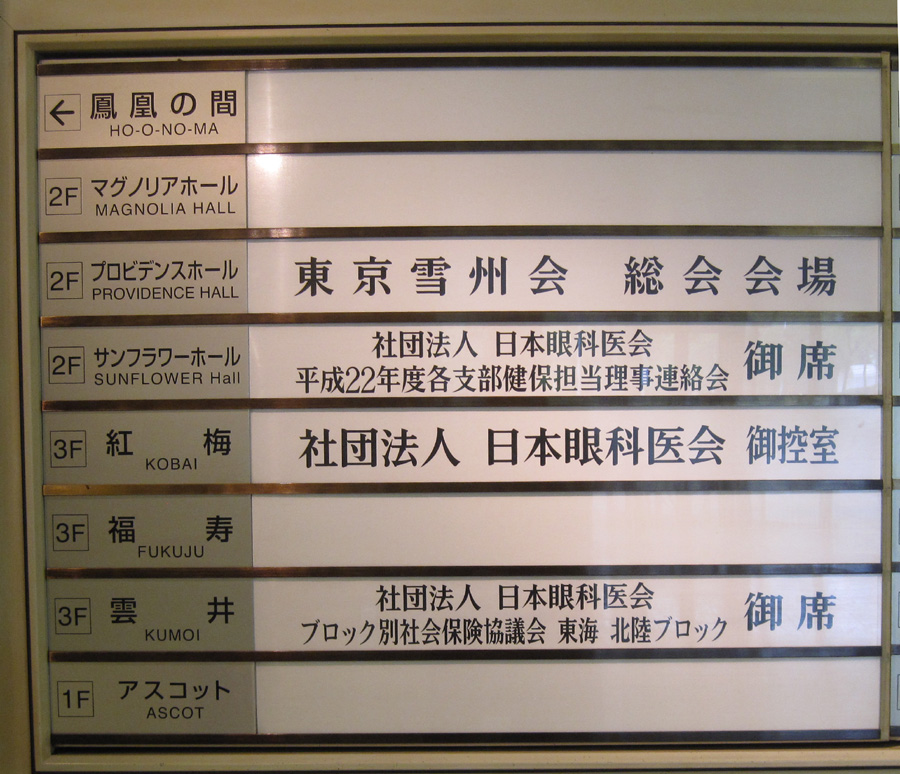 ← 鳳凰の間
HO-O-NO-MA
2F マグノリアホール
MAGNOLIA HALL
2F プロビデンスホール
PROVIDENCE HALL
東京雪州会 総会会場
2F サンフラワーホール
SUNFLOWER Hall
社団法人 日本眼科医会
平成22年度各支部健保担当理事連絡会
御席
3F 紅梅
KOBAI
社団法人 日本眼科医会 御控室
3F 福寿
FUKUJU
3F 雲井
KUMOI
社団法人 日本眼科医会
ブロック別社会保険協議会 東海 北陸ブロック
御席
1F アスコット
ASCOT